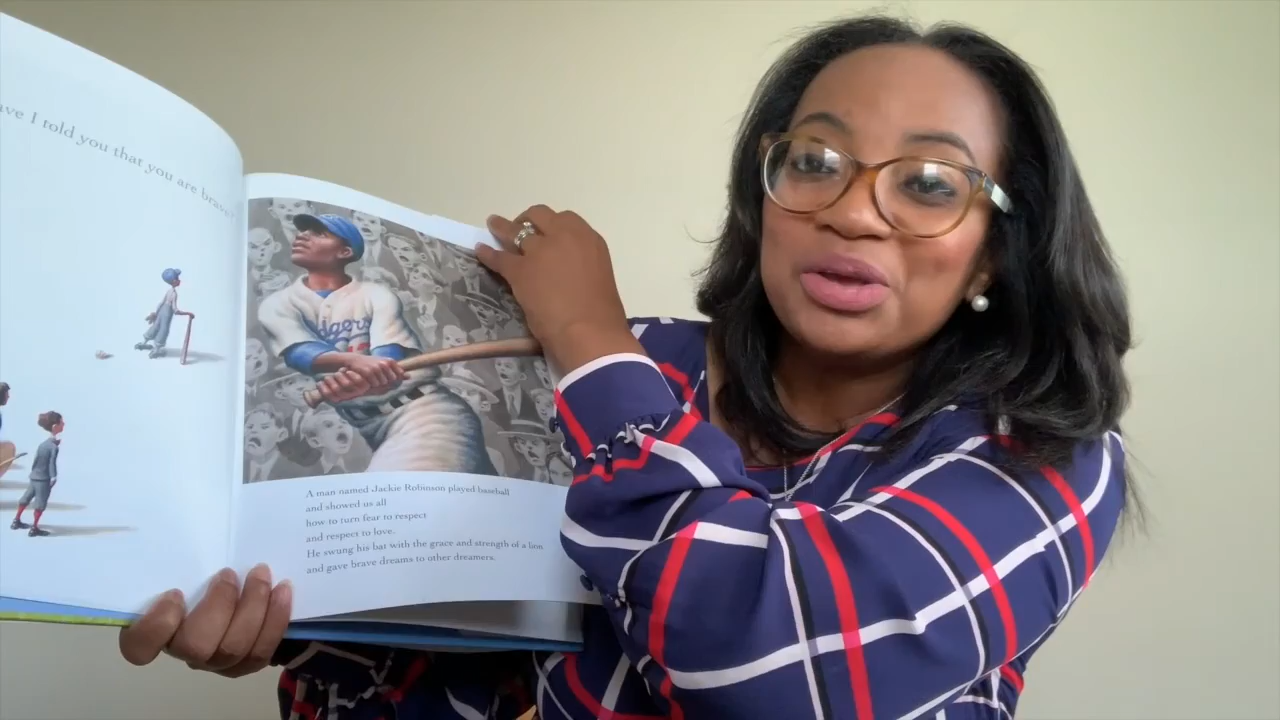 I told you that you are brave?
dgers
A man named Jackie Robinson played baseball
and showed us all
how to turn fear to respect
and respect to love.
He swung his bat with the grace and strength of a lion
and gave brave dreams to other dreamers.